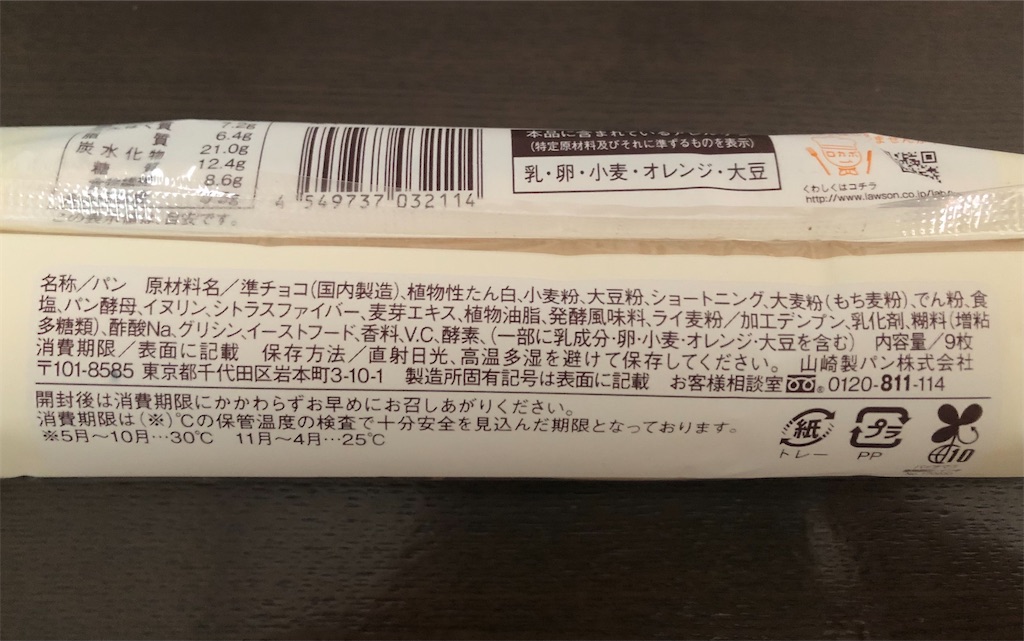 質 7.2g
6.4g
炭水化物 21.0g
糖 12.4g
8.6g
4 549737 032114
(特定原材料及びそれに準ずるものを表示)
乳・卵・小麦・オレンジ・大豆
ロカボ
くわしくはコチラ
http://www.lawson.co.jp/lab
名称／パン 原材料名／準チョコ(国内製造)､植物性たん白､小麦粉､大豆粉､ショートニング､大麦粉(もち麦粉)､でん粉､食
塩､パン酵母､イヌリン､シトラスファイバー､麦芽エキス､植物油脂､発酵風味料､ライ麦粉／加工デンプン､乳化剤､糊料(増粘
多糖類)､酢酸Na､グリシン､イーストフード､香料､V.C､酵素､(一部に乳成分･卵･小麦･オレンジ･大豆を含む) 内容量／9枚
消費期限／表面に記載 保存方法／直射日光､高温多湿を避けて保存してください。 山崎製パン株式会社
〒101-8585 東京都千代田区岩本町3-10-1 製造所固有記号は表面に記載 お客様相談室 0120-811-114
開封後は消費期限にかかわらずお早めにお召しあがりください。
消費期限は(※)℃の保管温度の検査で十分安全を見込んだ期限となっております。
※5月～10月…30℃ 11月～4月…25℃
紙 プラ
トレー PP
10